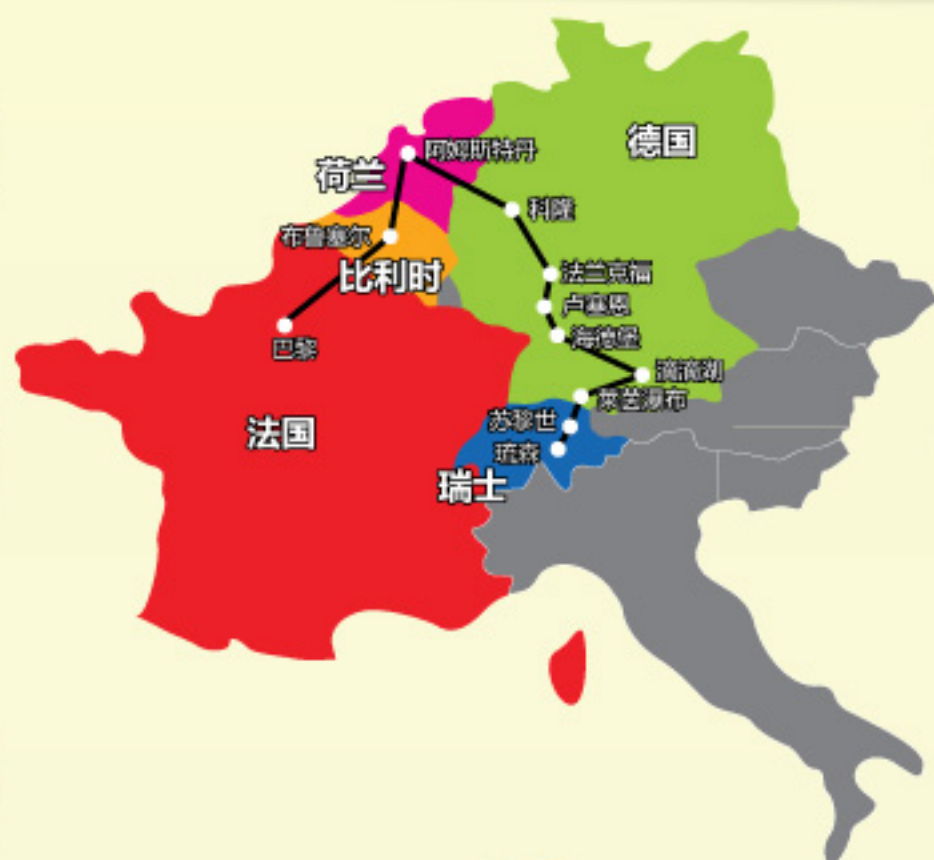 德国
阿姆斯特丹
荷兰
科隆
布鲁塞尔
比利时
法兰克福
卢塞恩
海德堡
巴黎
滴滴湖
莱茵瀑布
苏黎世
法国
琉森
瑞士